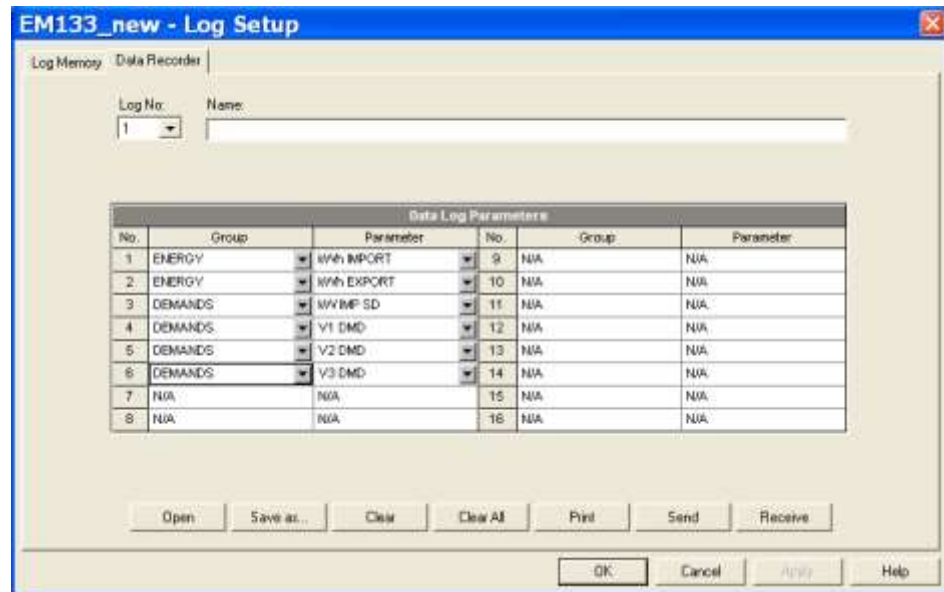 EM133_new - Log Setup
Log Memory Data Recorder
Log No: Name:
1
Data Log Parameters
No. Group Parameter No. Group Parameter
1 ENERGY kWh IMPORT 9 N/A N/A
2 ENERGY kWh EXPORT 10 N/A N/A
3 DEMANDS kW IMP SD 11 N/A N/A
4 DEMANDS V1 DMD 12 N/A N/A
5 DEMANDS V2 DMD 13 N/A N/A
6 DEMANDS V3 DMD 14 N/A N/A
7 N/A N/A 15 N/A N/A
8 N/A N/A 16 N/A N/A
Open Save as... Clear Clear All Print Send Receive
OK Cancel Apply Help